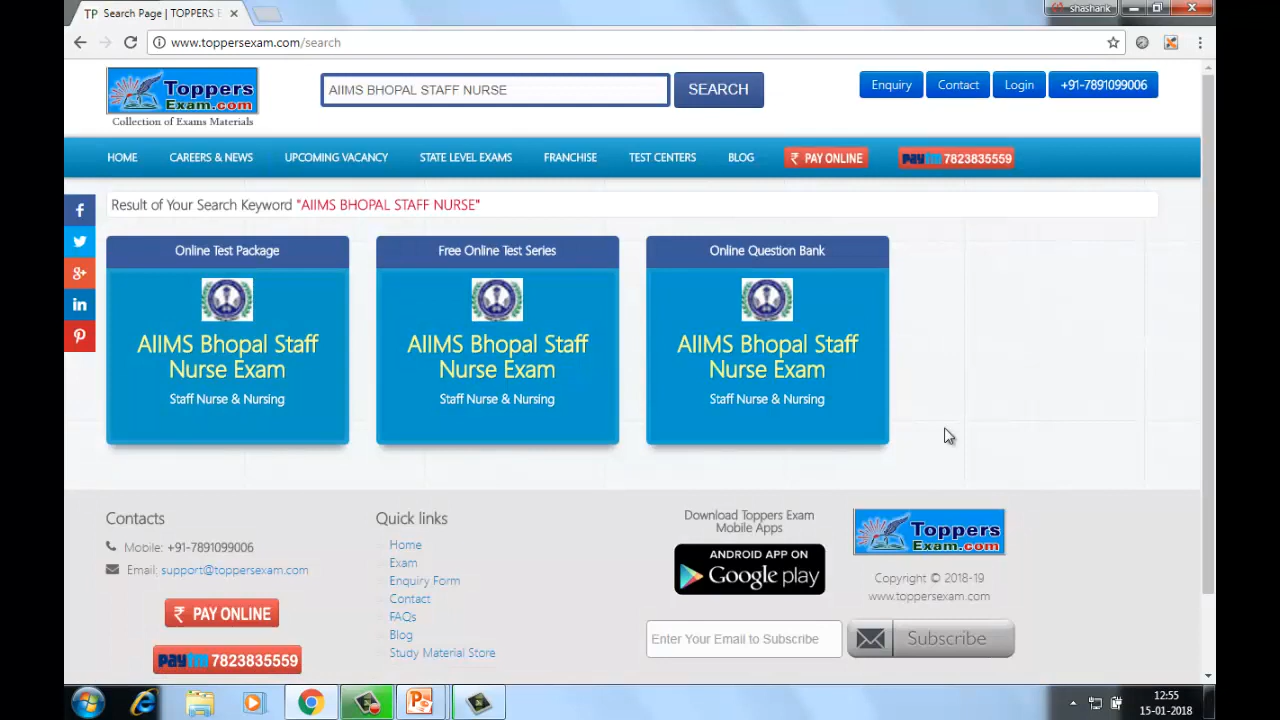 TP Search Page | TOPPERS E
shashank
www.toppersexam.com/search
Toppers
Exam.com
Collection of Exams Materials
AIIMS BHOPAL STAFF NURSE
SEARCH
Enquiry
Contact
Login
+91-7891099006
HOME
CAREERS & NEWS
UPCOMING VACANCY
STATE LEVEL EXAMS
FRANCHISE
TEST CENTERS
BLOG
₹ PAY ONLINE
paytm 7823835559
Result of Your Search Keyword "AIIMS BHOPAL STAFF NURSE"
Online Test Package
AIIMS Bhopal Staff
Nurse Exam
Staff Nurse & Nursing
Free Online Test Series
AIIMS Bhopal Staff
Nurse Exam
Staff Nurse & Nursing
Online Question Bank
AIIMS Bhopal Staff
Nurse Exam
Staff Nurse & Nursing
Contacts
Mobile: +91-7891099006
Email: support@toppersexam.com
₹ PAY ONLINE
paytm 7823835559
Quick links
Home
Exam
Enquiry Form
Contact
FAQs
Blog
Study Material Store
Download Toppers Exam
Mobile Apps
ANDROID APP ON
Google play
Toppers
Exam.com
Copyright © 2018-19
www.toppersexam.com
Enter Your Email to Subscribe
Subscribe
12:55
15-01-2018